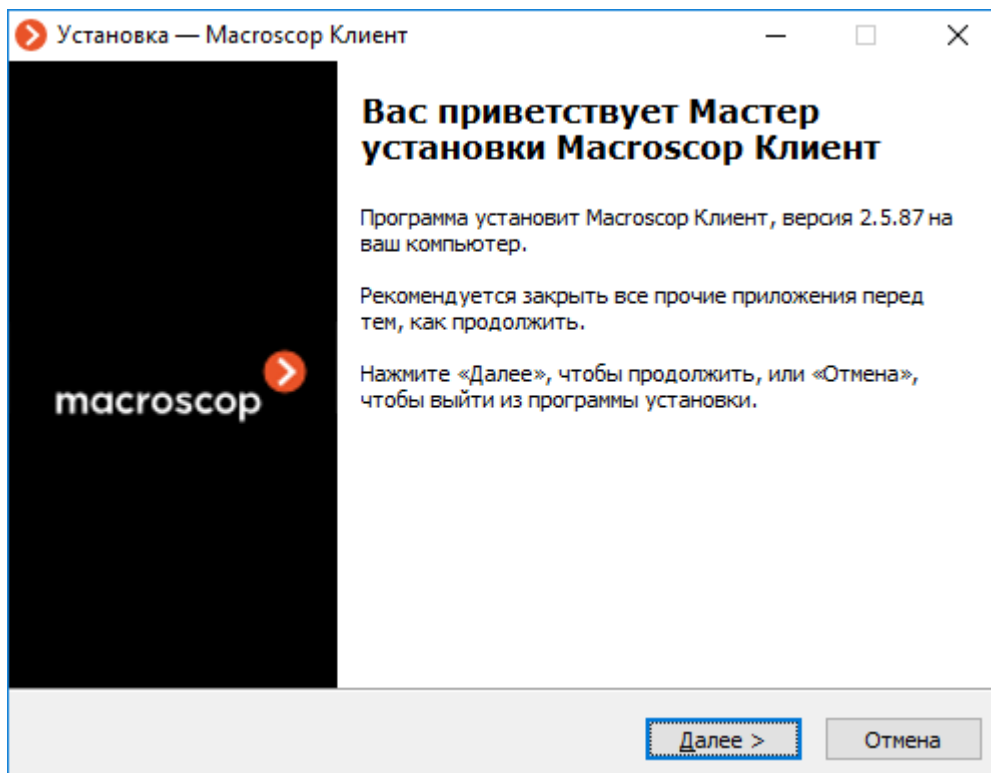 Установка — Macroscop Клиент
Вас приветствует Мастер
установки Macroscop Клиент
Программа установит Macroscop Клиент, версия 2.5.87 на
ваш компьютер.
Рекомендуется закрыть все прочие приложения перед
тем, как продолжить.
Нажмите «Далее», чтобы продолжить, или «Отмена»,
чтобы выйти из программы установки.
macroscop
Далее >
Отмена